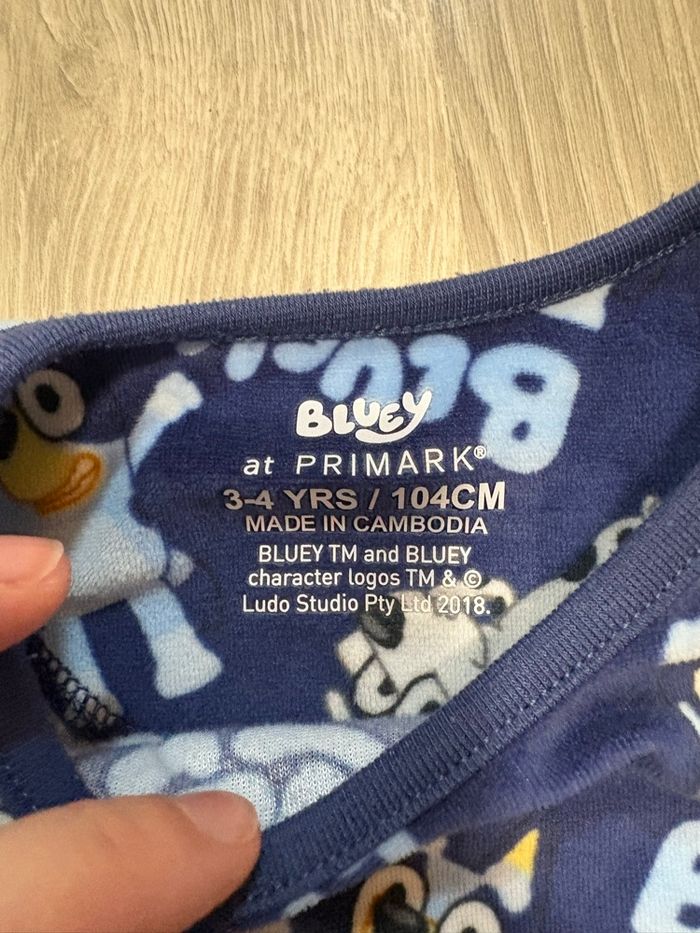 BLUEY
at PRIMARK®
3-4 YRS / 104CM
MADE IN CAMBODIA
BLUEY TM and BLUEY
character logos TM & ©
Ludo Studio Pty Ltd 2018.